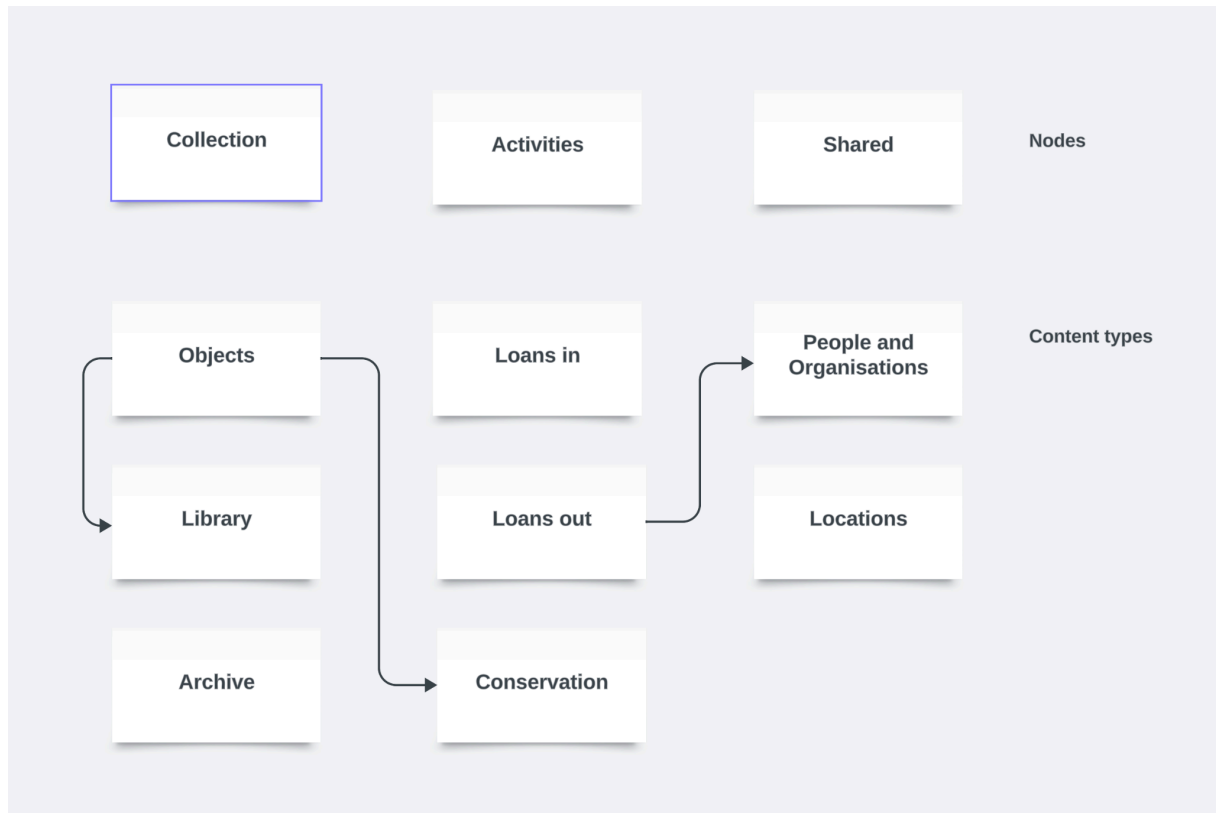 Collection
Activities
Shared
Nodes
Objects
Loans in
People and
Organisations
Content types
Library
Loans out
Locations
Archive
Conservation